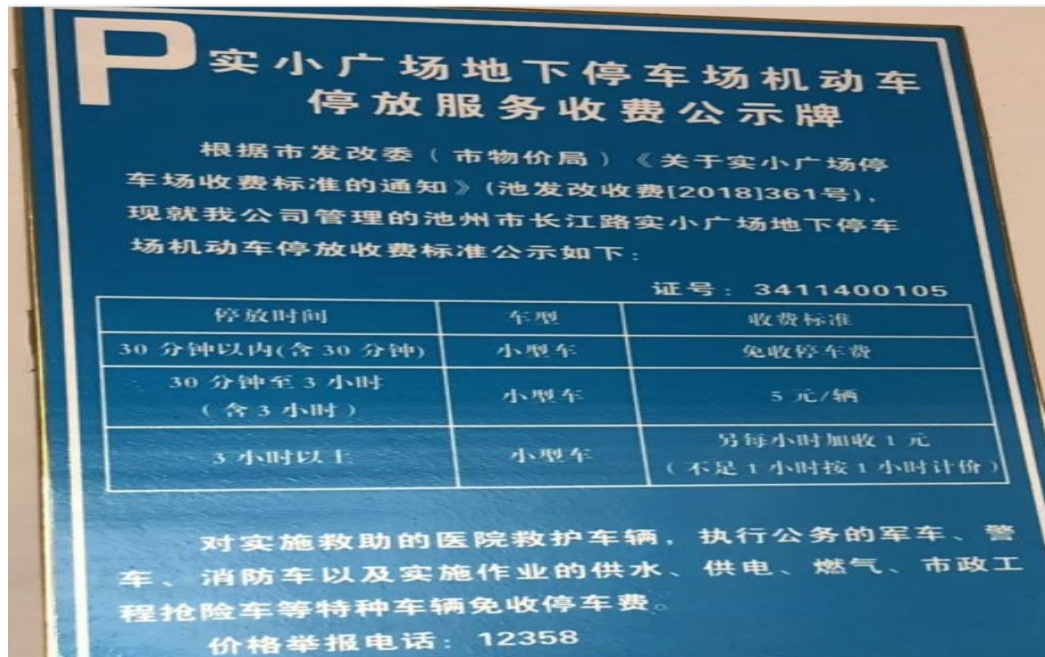 P
实小广场地下停车场机动车
停放服务收费公示牌
根据市发改委（市物价局）《关于实小广场停
车场收费标准的通知》(池发改收费[2018]361号),
现就我公司管理的池州市长江路实小广场地下停车
场机动车停放收费标准公示如下：
证号：3411400105
停放时间 车型 收费标准
30 分钟以内(含 30 分钟) 小型车 免收停车费
30 分钟至 3 小时
（含 3 小时） 小型车 5 元/辆
3 小时以上 小型车 另每小时加收 1 元
（不足 1 小时按 1 小时计价）
对实施救助的医院救护车辆，执行公务的军车、警
车、消防车以及实施作业的供水、供电、燃气、市政工
程抢险车等特种车辆免收停车费。
价格举报电话：12358